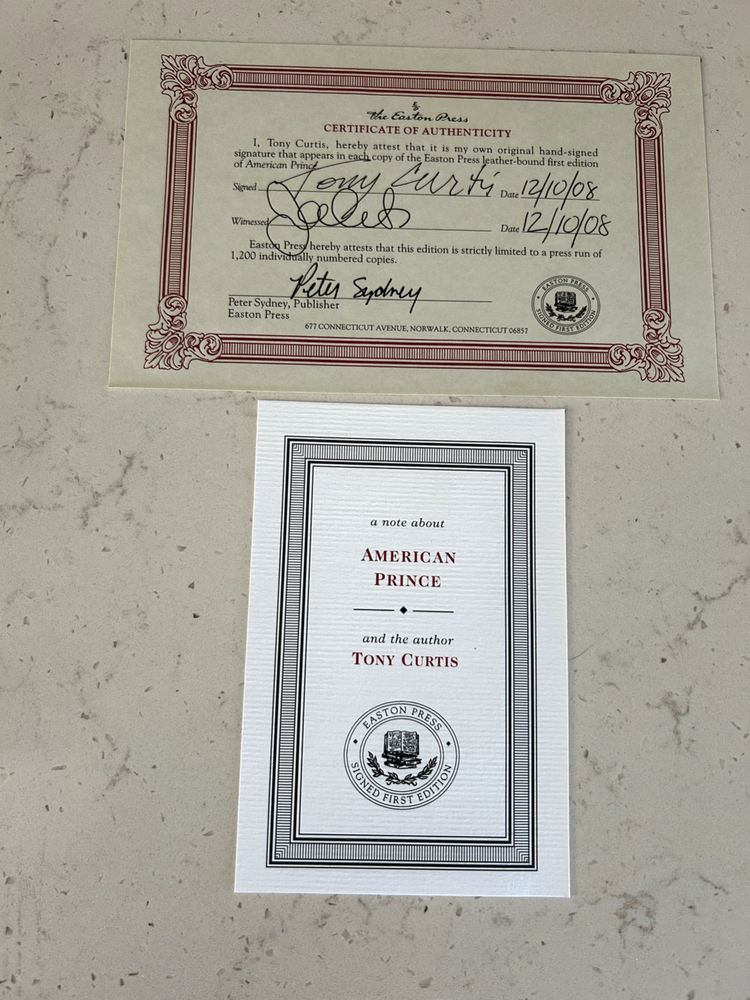 The Easton Press
CERTIFICATE OF AUTHENTICITY
I, Tony Curtis, hereby attest that it is my own original hand-signed
signature that appears in each copy of the Easton Press leather-bound first edition
of American Prince
Signed Tony Curtis Date 12/10/08
Witnessed Date 12/10/08
Easton Press hereby attests that this edition is strictly limited to a press run of
1,200 individually numbered copies.
Peter Sydney
Peter Sydney, Publisher
Easton Press
EASTON PRESS
SIGNED FIRST EDITION
677 CONNECTICUT AVENUE, NORWALK, CONNECTICUT 06857
a note about
AMERICAN
PRINCE
and the author
TONY CURTIS
EASTON PRESS
SIGNED FIRST EDITION